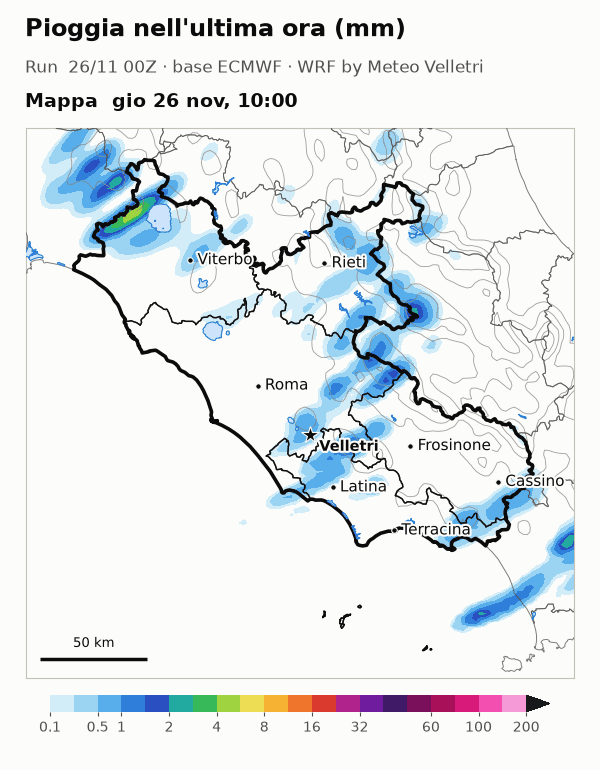 Pioggia nell'ultima ora (mm)
Run  26/11 00Z · base ECMWF · WRF by Meteo Velletri
Mappa  gio 26 nov, 10:00
Viterbo
Rieti
Roma
Velletri
Frosinone
Latina
Cassino
Terracina
50 km
0.1 0.5 1 2 4 8 16 32 60 100 200